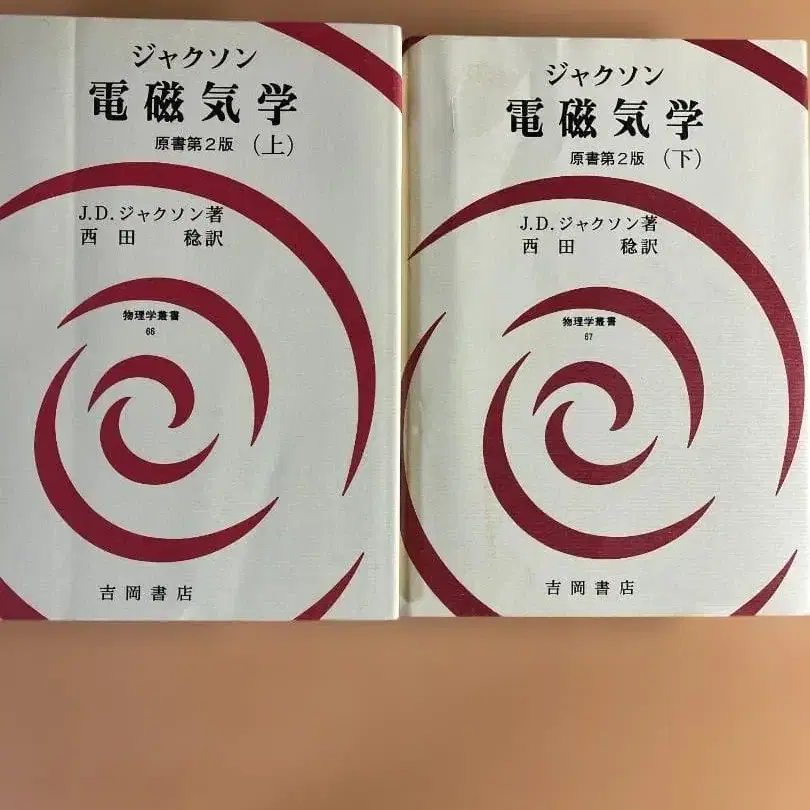 ジャクソン
電磁気学
原書第2版 (上)
J.D.ジャクソン著
西田 稔訳
物理学叢書
66
吉岡書店
ジャクソン
電磁気学
原書第2版 (下)
J.D.ジャクソン著
西田 稔訳
物理学叢書
67
吉岡書店